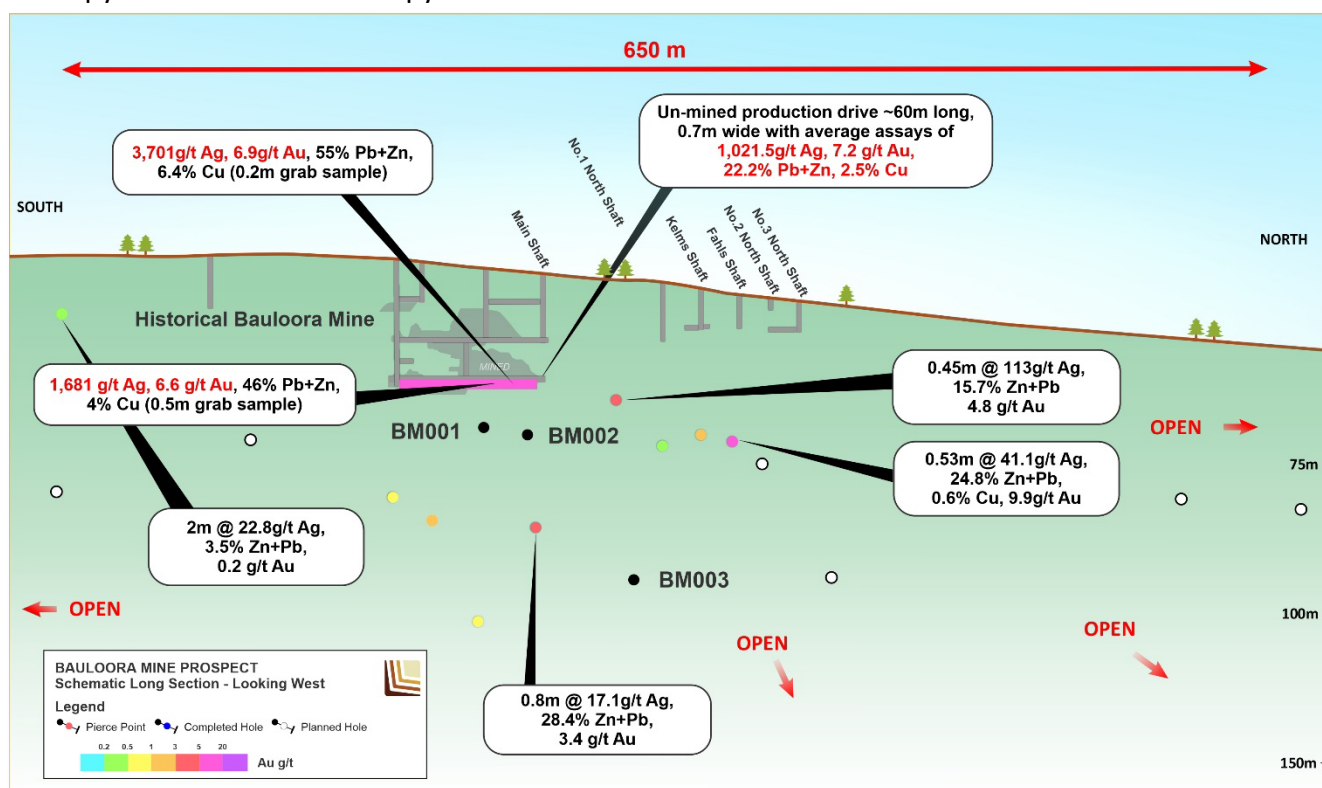 650 m
3,701g/t Ag, 6.9g/t Au, 55% Pb+Zn,
6.4% Cu (0.2m grab sample)
Un-mined production drive ~60m long,
0.7m wide with average assays of
1,021.5g/t Ag, 7.2 g/t Au,
22.2% Pb+Zn, 2.5% Cu
SOUTH
NORTH
Main Shaft
No.1 North Shaft
Kelms Shaft
Fahls Shaft
No.2 North Shaft
No.3 North Shaft
Historical Bauloora Mine
MINED
1,681 g/t Ag, 6.6 g/t Au, 46% Pb+Zn,
4% Cu (0.5m grab sample)
0.45m @ 113g/t Ag,
15.7% Zn+Pb
4.8 g/t Au
BM001
BM002
OPEN
75m
0.53m @ 41.1g/t Ag,
24.8% Zn+Pb,
0.6% Cu, 9.9g/t Au
2m @ 22.8g/t Ag,
3.5% Zn+Pb,
0.2 g/t Au
BM003
OPEN
100m
OPEN
OPEN
BAULOORA MINE PROSPECT
Schematic Long Section - Looking West
Legend
Pierce Point Completed Hole Planned Hole
0.2 0.5 1 3 5 20
Au g/t
0.8m @ 17.1g/t Ag,
28.4% Zn+Pb,
3.4 g/t Au
150m